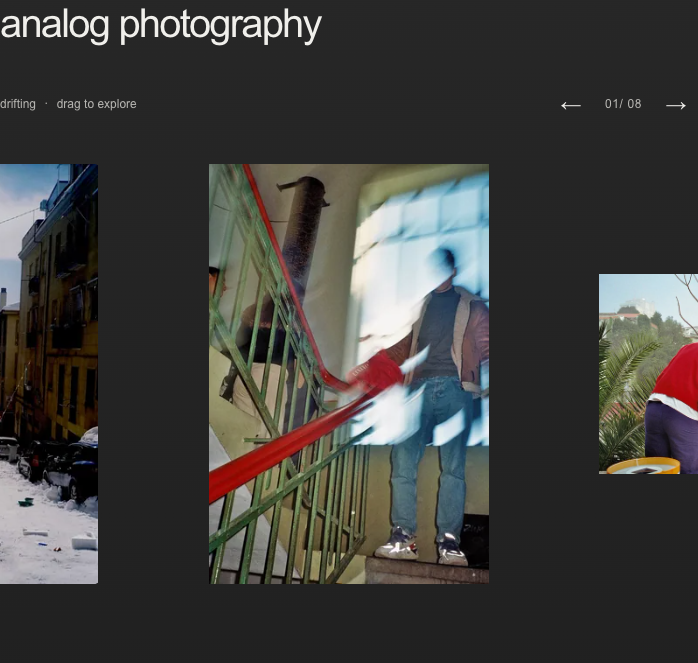 analog photography
drifting · drag to explore
← 01/ 08 →